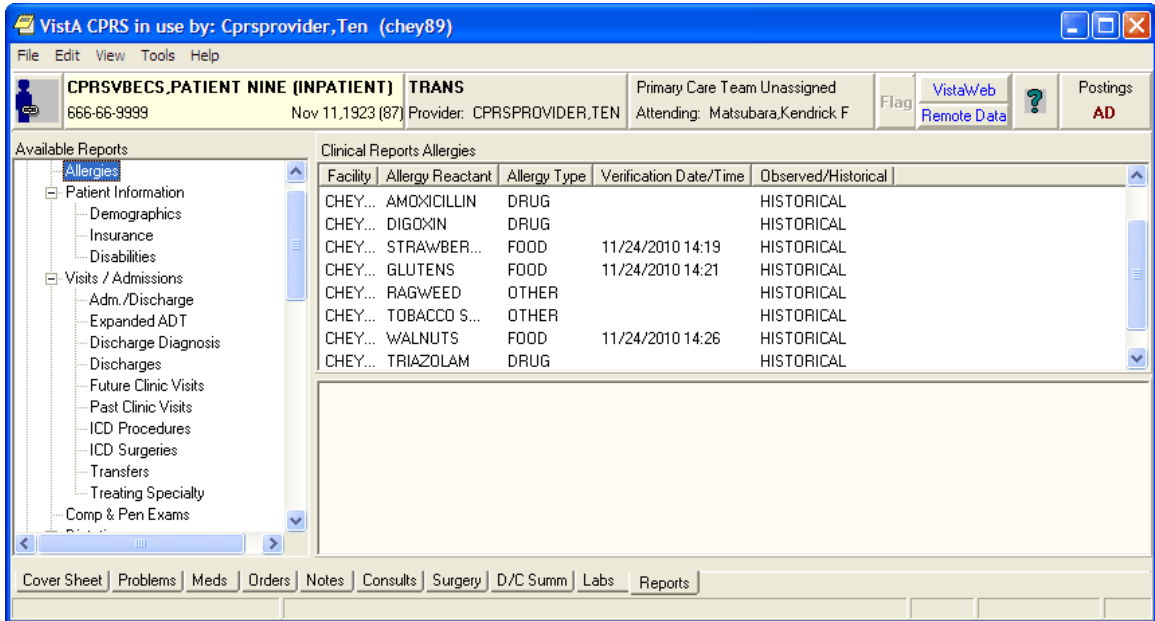 VistA CPRS in use by: Cprsprovider,Ten (chey89)
File Edit View Tools Help
CPRSVBECS,PATIENT NINE (INPATIENT) TRANS Primary Care Team Unassigned Flag VistaWeb ? Postings
666-66-9999 Nov 11,1923 (87) Provider: CPRSPROVIDER,TEN Attending: Matsubara,Kendrick F Remote Data AD
Available Reports
Allergies
Patient Information
Demographics
Insurance
Disabilities
Visits / Admissions
Adm./Discharge
Expanded ADT
Discharge Diagnosis
Discharges
Future Clinic Visits
Past Clinic Visits
ICD Procedures
ICD Surgeries
Transfers
Treating Specialty
Comp & Pen Exams
Clinical Reports Allergies
Facility Allergy Reactant Allergy Type Verification Date/Time Observed/Historical
CHEY... AMOXICILLIN DRUG HISTORICAL
CHEY... DIGOXIN DRUG HISTORICAL
CHEY... STRAWBER... FOOD 11/24/2010 14:19 HISTORICAL
CHEY... GLUTENS FOOD 11/24/2010 14:21 HISTORICAL
CHEY... RAGWEED OTHER HISTORICAL
CHEY... TOBACCO S... OTHER HISTORICAL
CHEY... WALNUTS FOOD 11/24/2010 14:26 HISTORICAL
CHEY... TRIAZOLAM DRUG HISTORICAL
Cover Sheet Problems Meds Orders Notes Consults Surgery D/C Summ Labs Reports